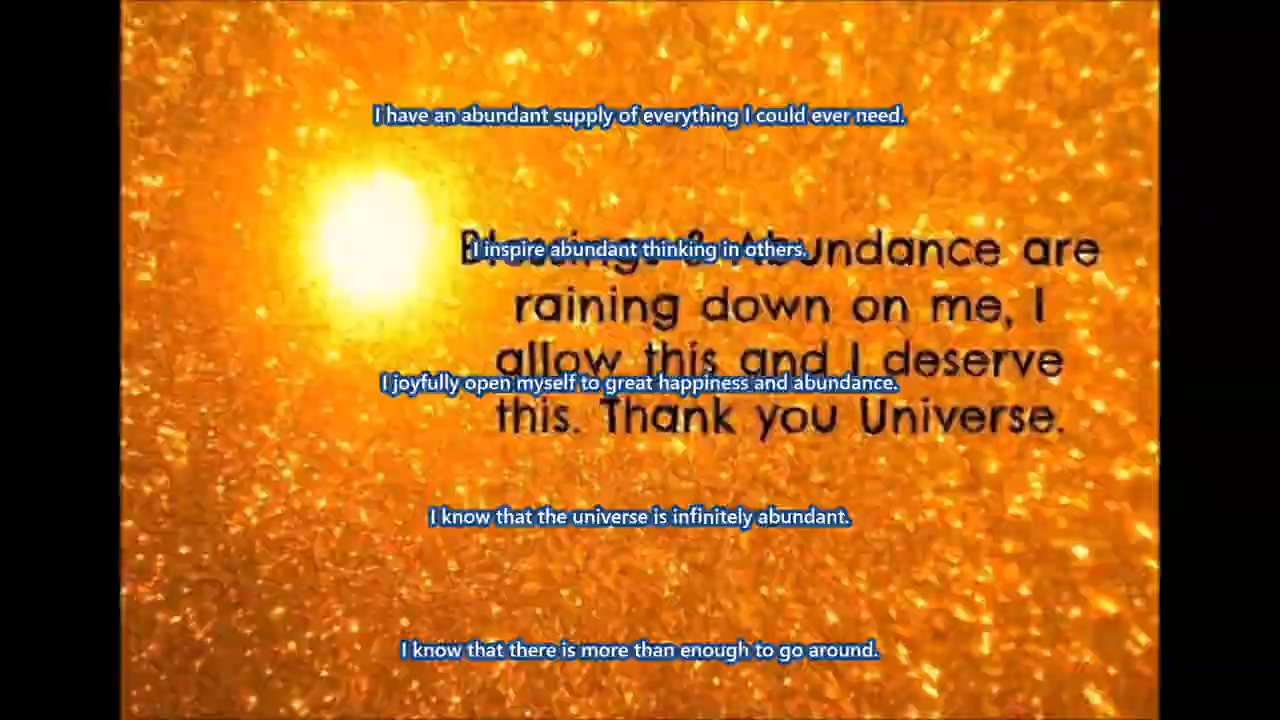 I have an abundant supply of everything I could ever need.
I inspire abundant thinking in others.
Blessings & Abundance are
raining down on me, I
allow this and I deserve
I joyfully open myself to great happiness and abundance.
this. Thank you Universe.
I know that the universe is infinitely abundant.
I know that there is more than enough to go around.